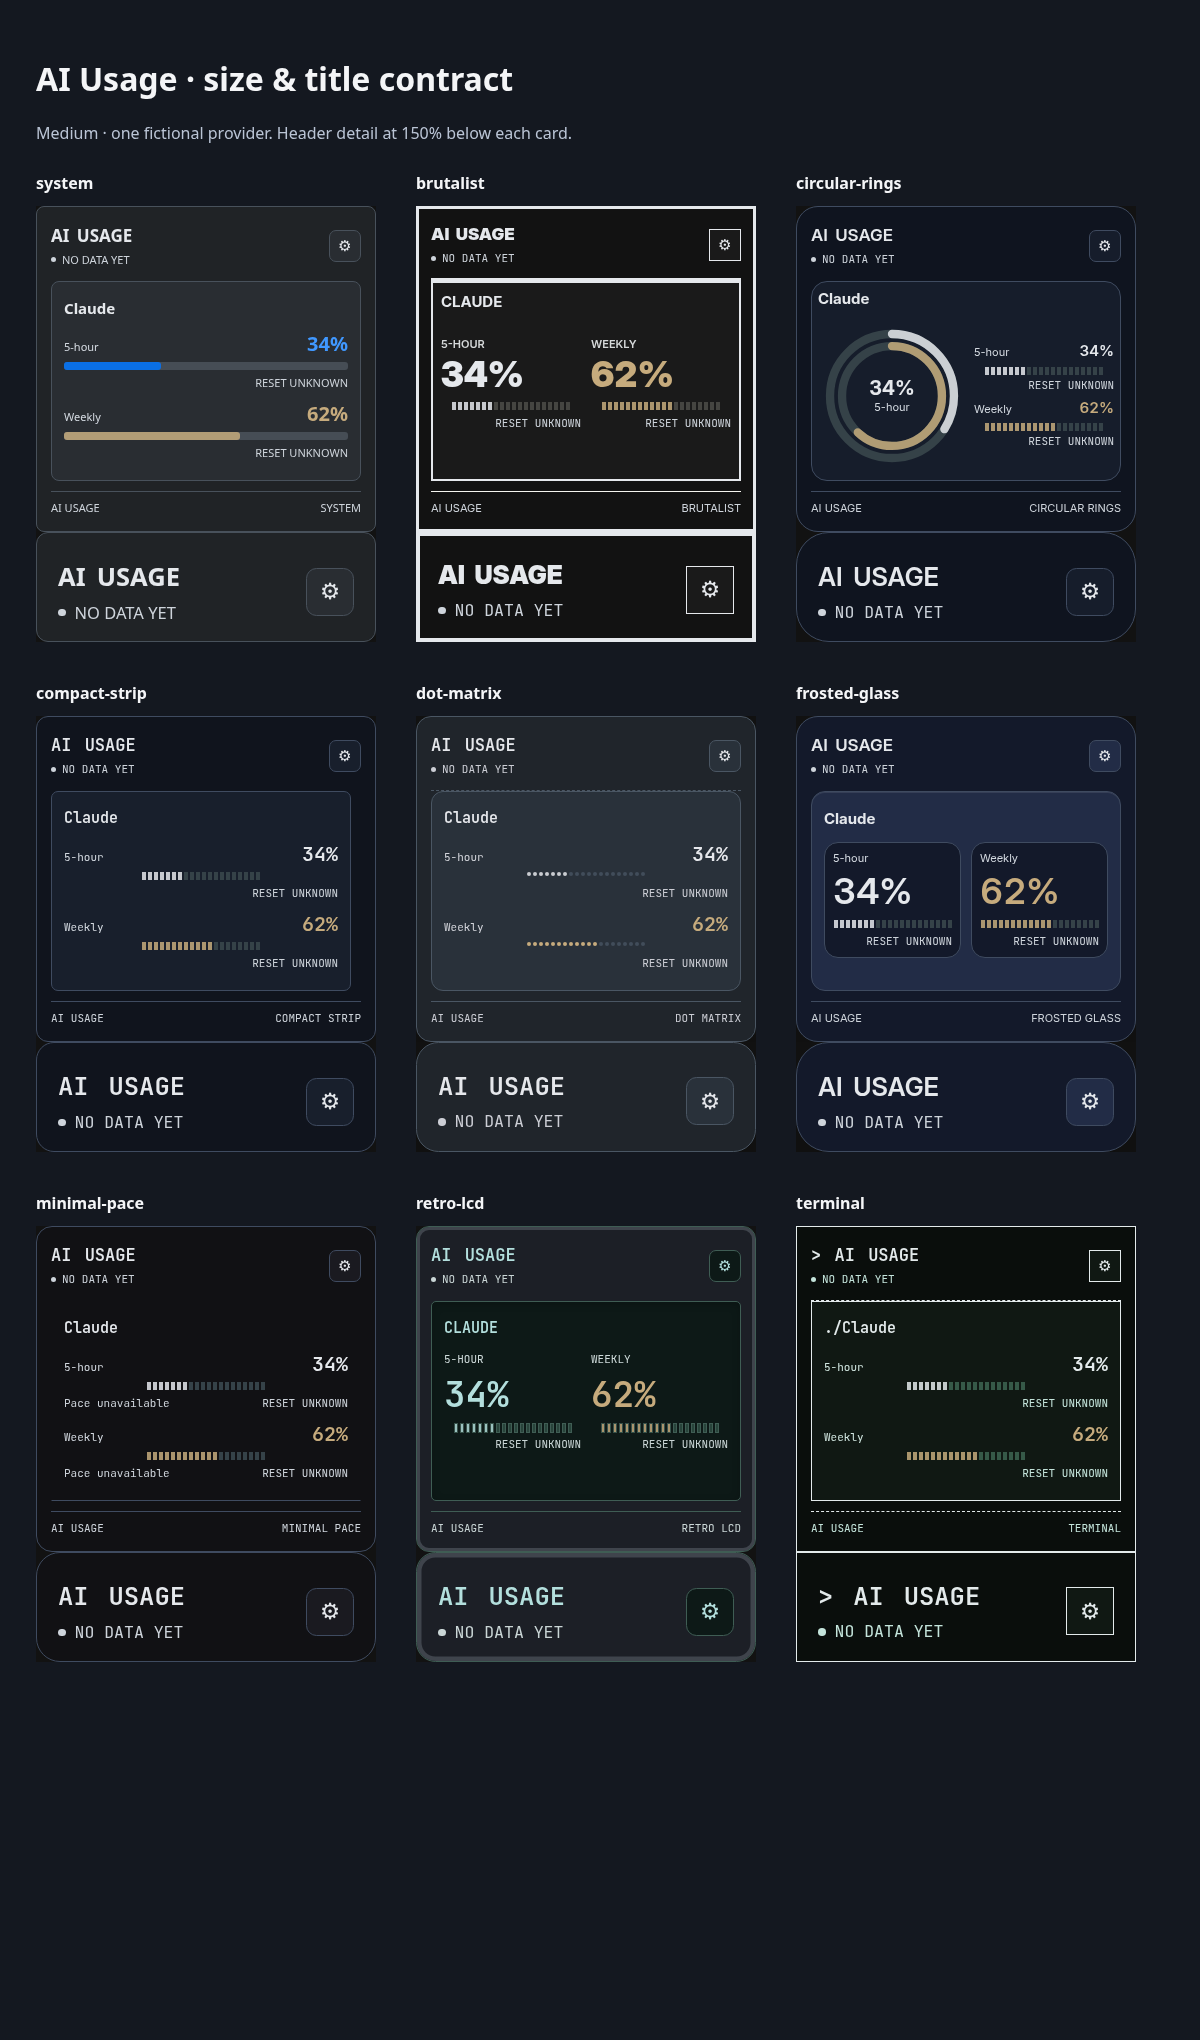 AI Usage · size & title contract
Medium · one fictional provider. Header detail at 150% below each card.
system
AI USAGE
NO DATA YET
Claude
5-hour 34%
RESET UNKNOWN
Weekly 62%
RESET UNKNOWN
AI USAGE SYSTEM
AI USAGE
NO DATA YET
brutalist
AI USAGE
NO DATA YET
CLAUDE
5-HOUR WEEKLY
34% 62%
RESET UNKNOWN RESET UNKNOWN
AI USAGE BRUTALIST
AI USAGE
NO DATA YET
circular-rings
AI USAGE
NO DATA YET
Claude
34%
5-hour
5-hour 34%
RESET UNKNOWN
Weekly 62%
RESET UNKNOWN
AI USAGE CIRCULAR RINGS
AI USAGE
NO DATA YET
compact-strip
AI USAGE
NO DATA YET
Claude
5-hour 34%
RESET UNKNOWN
Weekly 62%
RESET UNKNOWN
AI USAGE COMPACT STRIP
AI USAGE
NO DATA YET
dot-matrix
AI USAGE
NO DATA YET
Claude
5-hour 34%
RESET UNKNOWN
Weekly 62%
RESET UNKNOWN
AI USAGE DOT MATRIX
AI USAGE
NO DATA YET
frosted-glass
AI USAGE
NO DATA YET
Claude
5-hour Weekly
34% 62%
RESET UNKNOWN RESET UNKNOWN
AI USAGE FROSTED GLASS
AI USAGE
NO DATA YET
minimal-pace
AI USAGE
NO DATA YET
Claude
5-hour 34%
Pace unavailable RESET UNKNOWN
Weekly 62%
Pace unavailable RESET UNKNOWN
AI USAGE MINIMAL PACE
AI USAGE
NO DATA YET
retro-lcd
AI USAGE
NO DATA YET
CLAUDE
5-HOUR WEEKLY
34% 62%
RESET UNKNOWN RESET UNKNOWN
AI USAGE RETRO LCD
AI USAGE
NO DATA YET
terminal
> AI USAGE
NO DATA YET
./Claude
5-hour 34%
RESET UNKNOWN
Weekly 62%
RESET UNKNOWN
AI USAGE TERMINAL
> AI USAGE
NO DATA YET